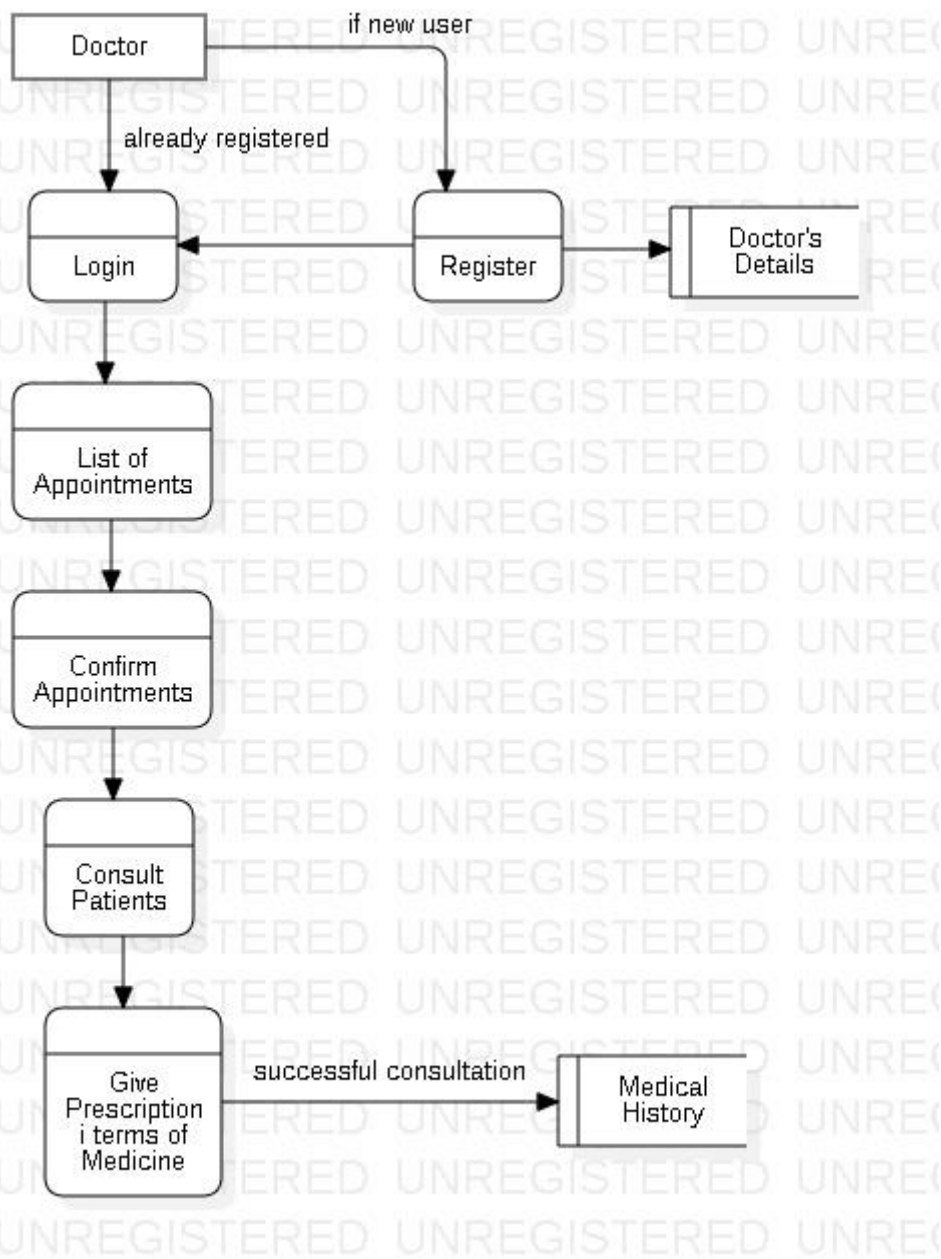 Doctor
if new user
already registered
Login
Register
Doctor's
Details
List of
Appointments
Confirm
Appointments
Consult
Patients
Give
Prescription
i terms of
Medicine
successful consultation
Medical
History
UNREGISTERED UNREGISTERED